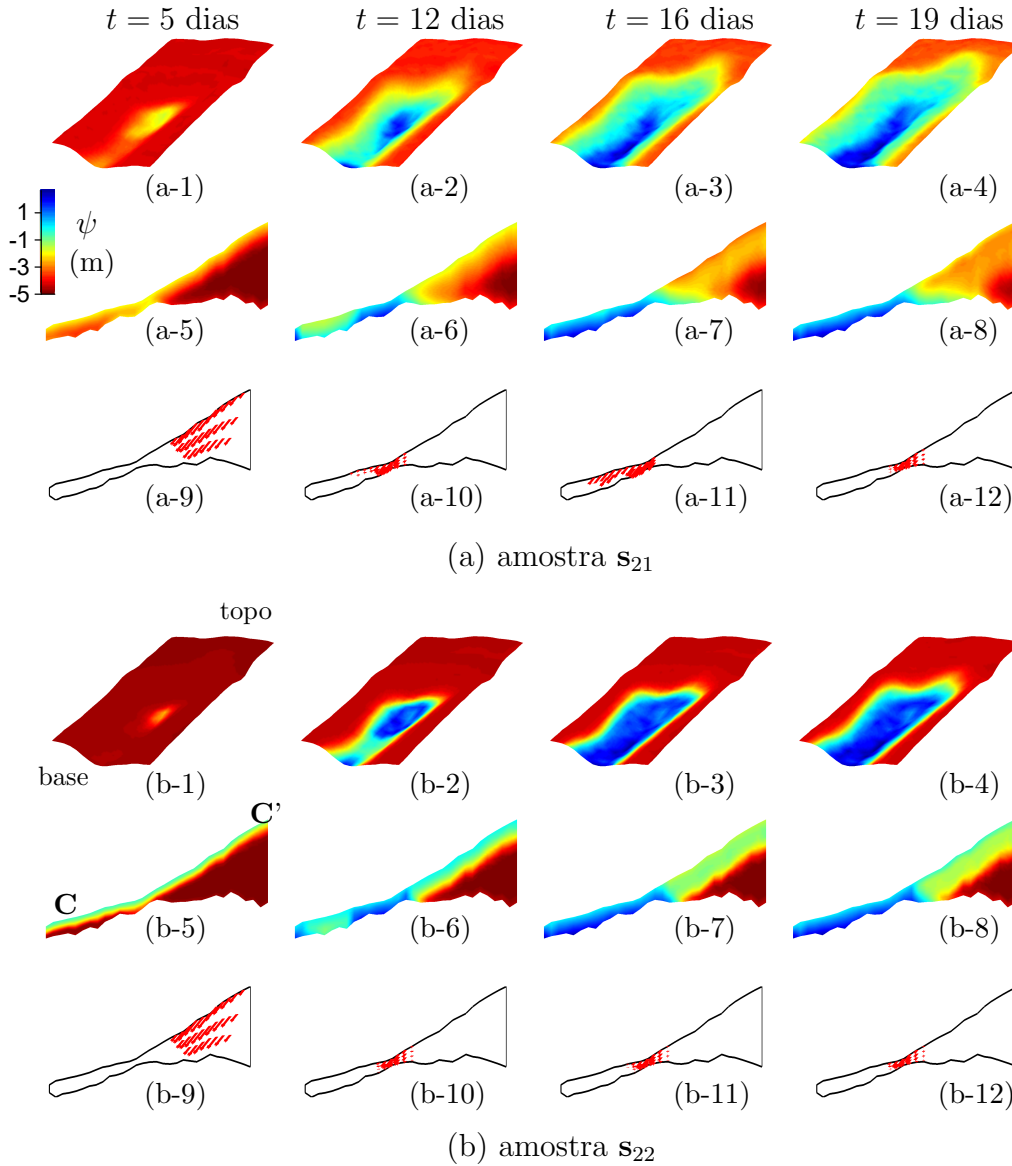 t = 5 dias t = 12 dias t = 16 dias t = 19 dias
(a-1) (a-2) (a-3) (a-4)
1
-1
-3
-5
ψ
(m)
(a-5) (a-6) (a-7) (a-8)
(a-9) (a-10) (a-11) (a-12)
(a) amostra s21
topo
base
(b-1) (b-2) (b-3) (b-4)
C'
C
(b-5) (b-6) (b-7) (b-8)
(b-9) (b-10) (b-11) (b-12)
(b) amostra s22